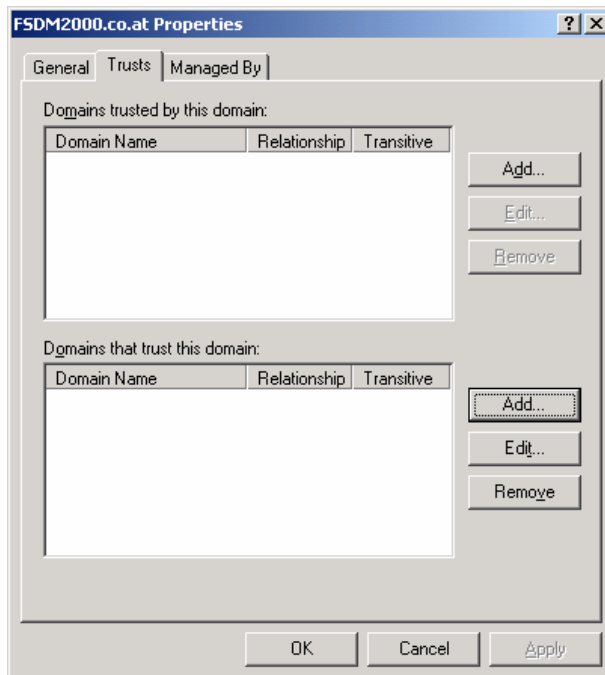 FSDM2000.co.at Properties
General Trusts Managed By
Domains trusted by this domain:
Domain Name Relationship Transitive
Add...
Edit...
Remove
Domains that trust this domain:
Domain Name Relationship Transitive
Add...
Edit...
Remove
OK Cancel Apply